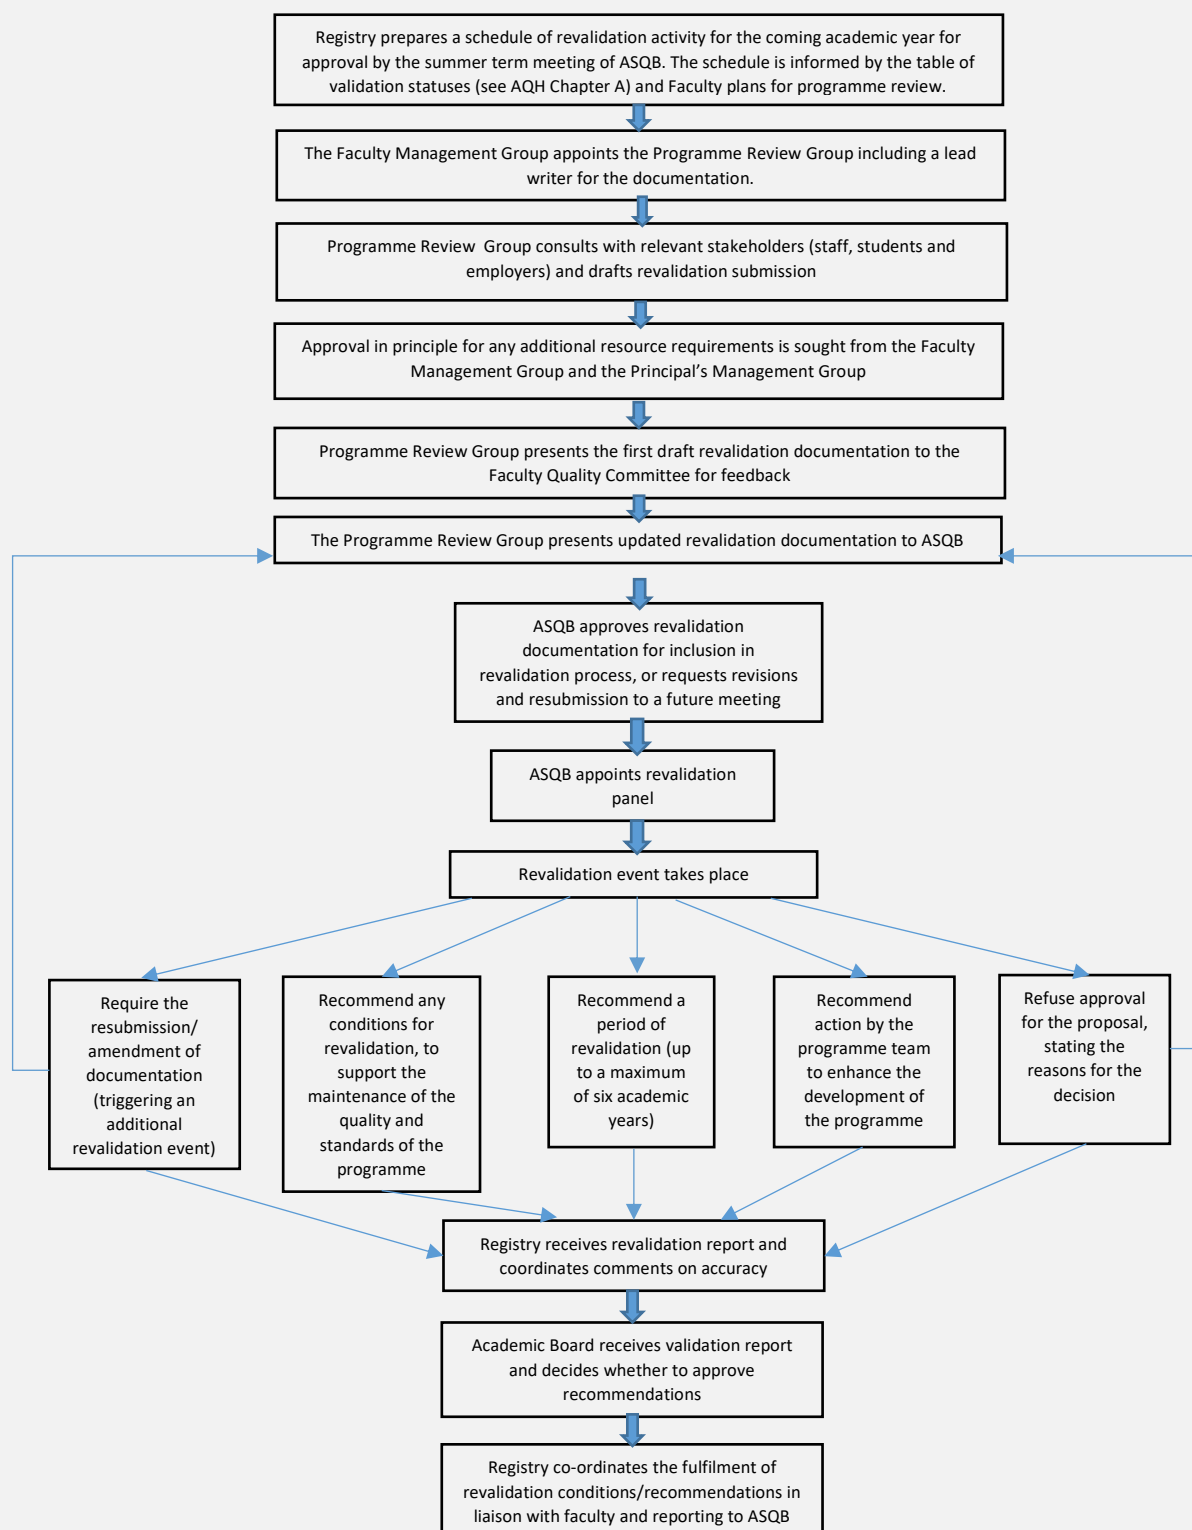 Registry prepares a schedule of revalidation activity for the coming academic year for
approval by the summer term meeting of ASQB. The schedule is informed by the table of
validation statuses (see AQH Chapter A) and Faculty plans for programme review.
The Faculty Management Group appoints the Programme Review Group including a lead
writer for the documentation.
Programme Review Group consults with relevant stakeholders (staff, students and
employers) and drafts revalidation submission
Approval in principle for any additional resource requirements is sought from the Faculty
Management Group and the Principal’s Management Group
Programme Review Group presents the first draft revalidation documentation to the
Faculty Quality Committee for feedback
The Programme Review Group presents updated revalidation documentation to ASQB
ASQB approves revalidation
documentation for inclusion in
revalidation process, or requests revisions
and resubmission to a future meeting
ASQB appoints revalidation
panel
Revalidation event takes place
Require the
resubmission/
amendment of
documentation
(triggering an
additional
revalidation event)
Recommend any
conditions for
revalidation, to
support the
maintenance of the
quality and
standards of the
programme
Recommend a
period of
revalidation (up
to a maximum
of six academic
years)
Recommend
action by the
programme team
to enhance the
development of
the programme
Refuse approval
for the proposal,
stating the
reasons for the
decision
Registry receives revalidation report and
coordinates comments on accuracy
Academic Board receives validation report
and decides whether to approve
recommendations
Registry co-ordinates the fulfilment of
revalidation conditions/recommendations in
liaison with faculty and reporting to ASQB